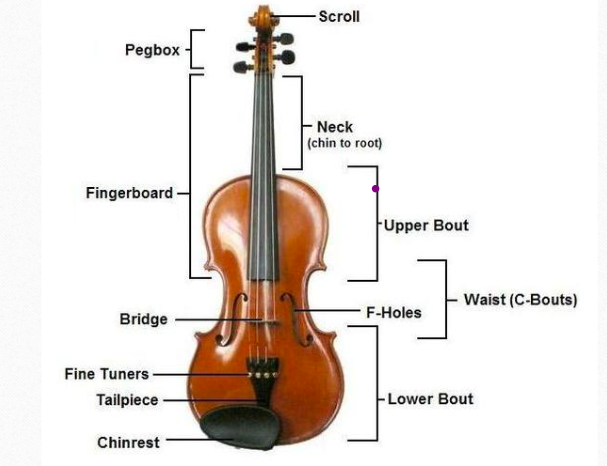 Scroll
Pegbox
Neck
(chin to root)
Fingerboard
Upper Bout
Waist (C-Bouts)
F-Holes
Bridge
Fine Tuners
Tailpiece
Lower Bout
Chinrest